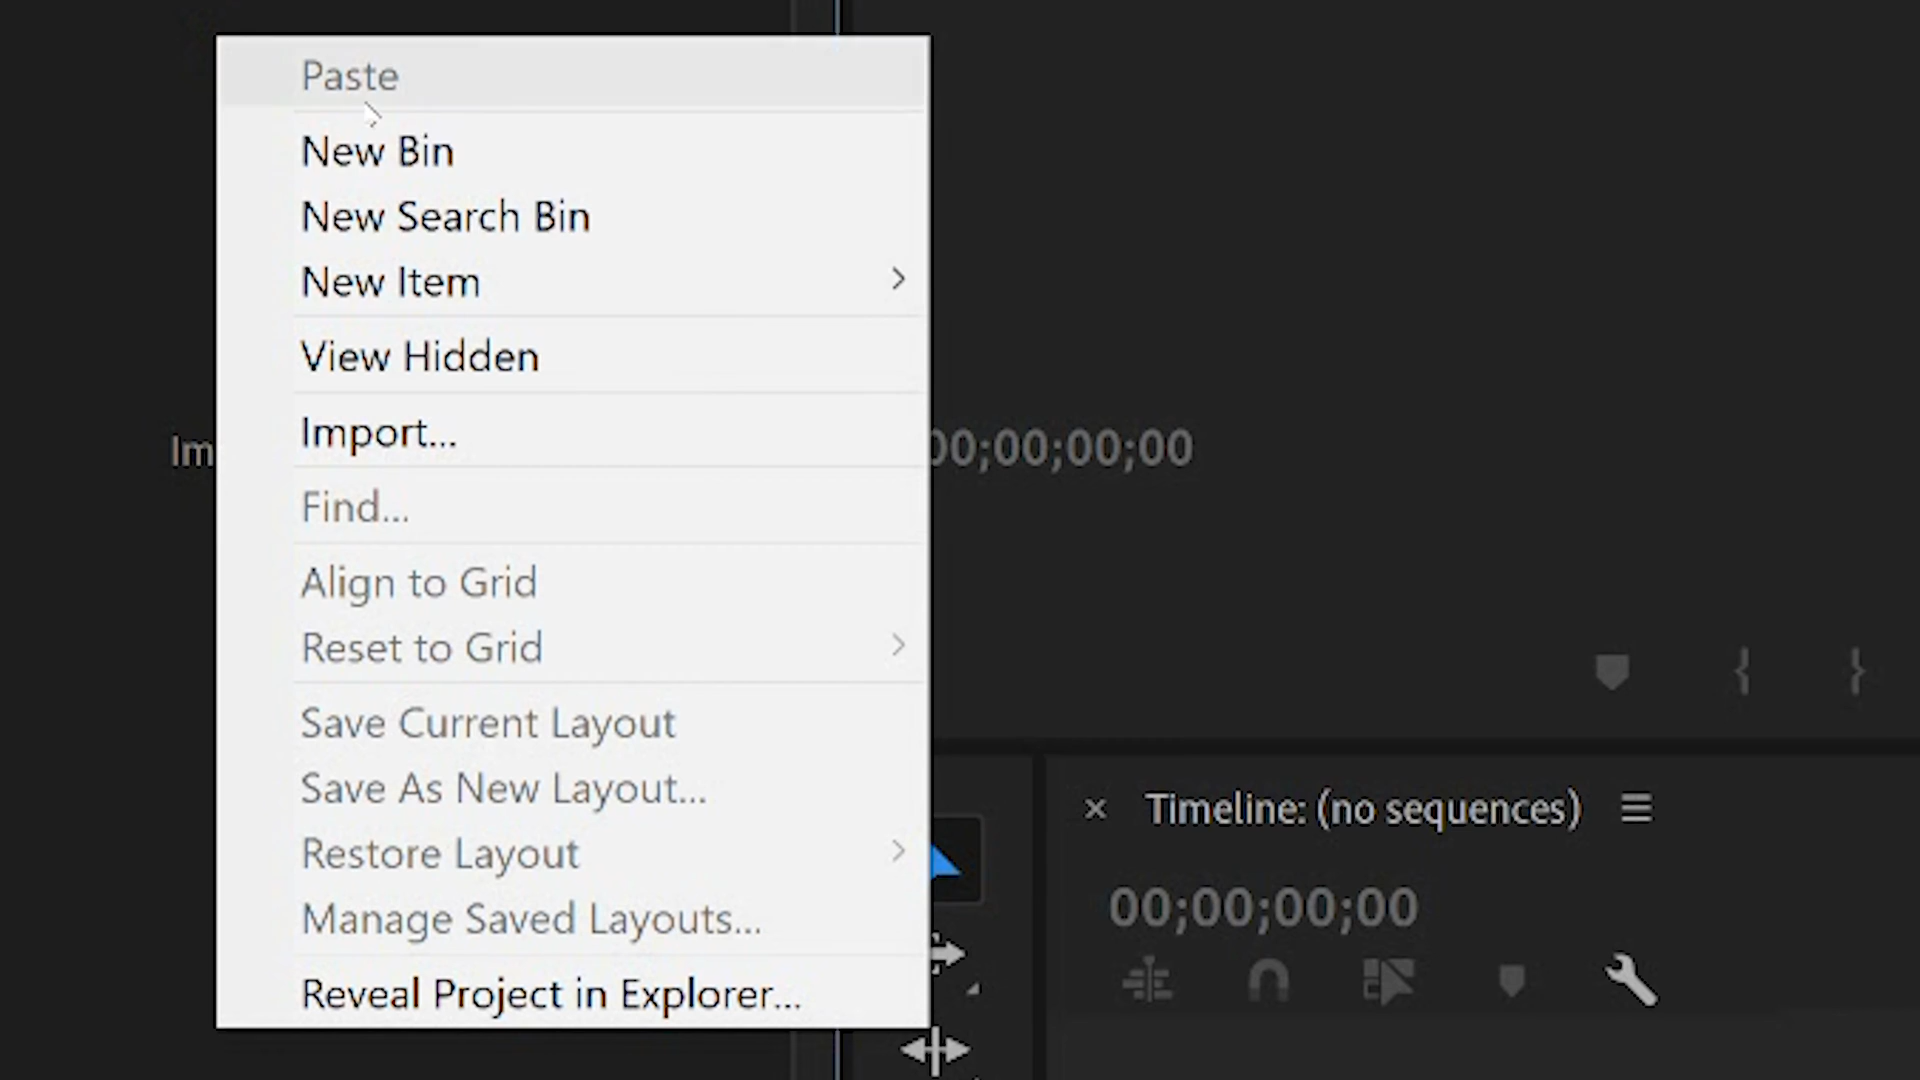 Paste
New Bin
New Search Bin
New Item
View Hidden
Import...
Im
00;00;00;00
Find...
Align to Grid
Reset to Grid
Save Current Layout
Save As New Layout...
Timeline: (no sequences)
Restore Layout
00;00;00;00
Manage Saved Layouts...
Reveal Project in Explorer...